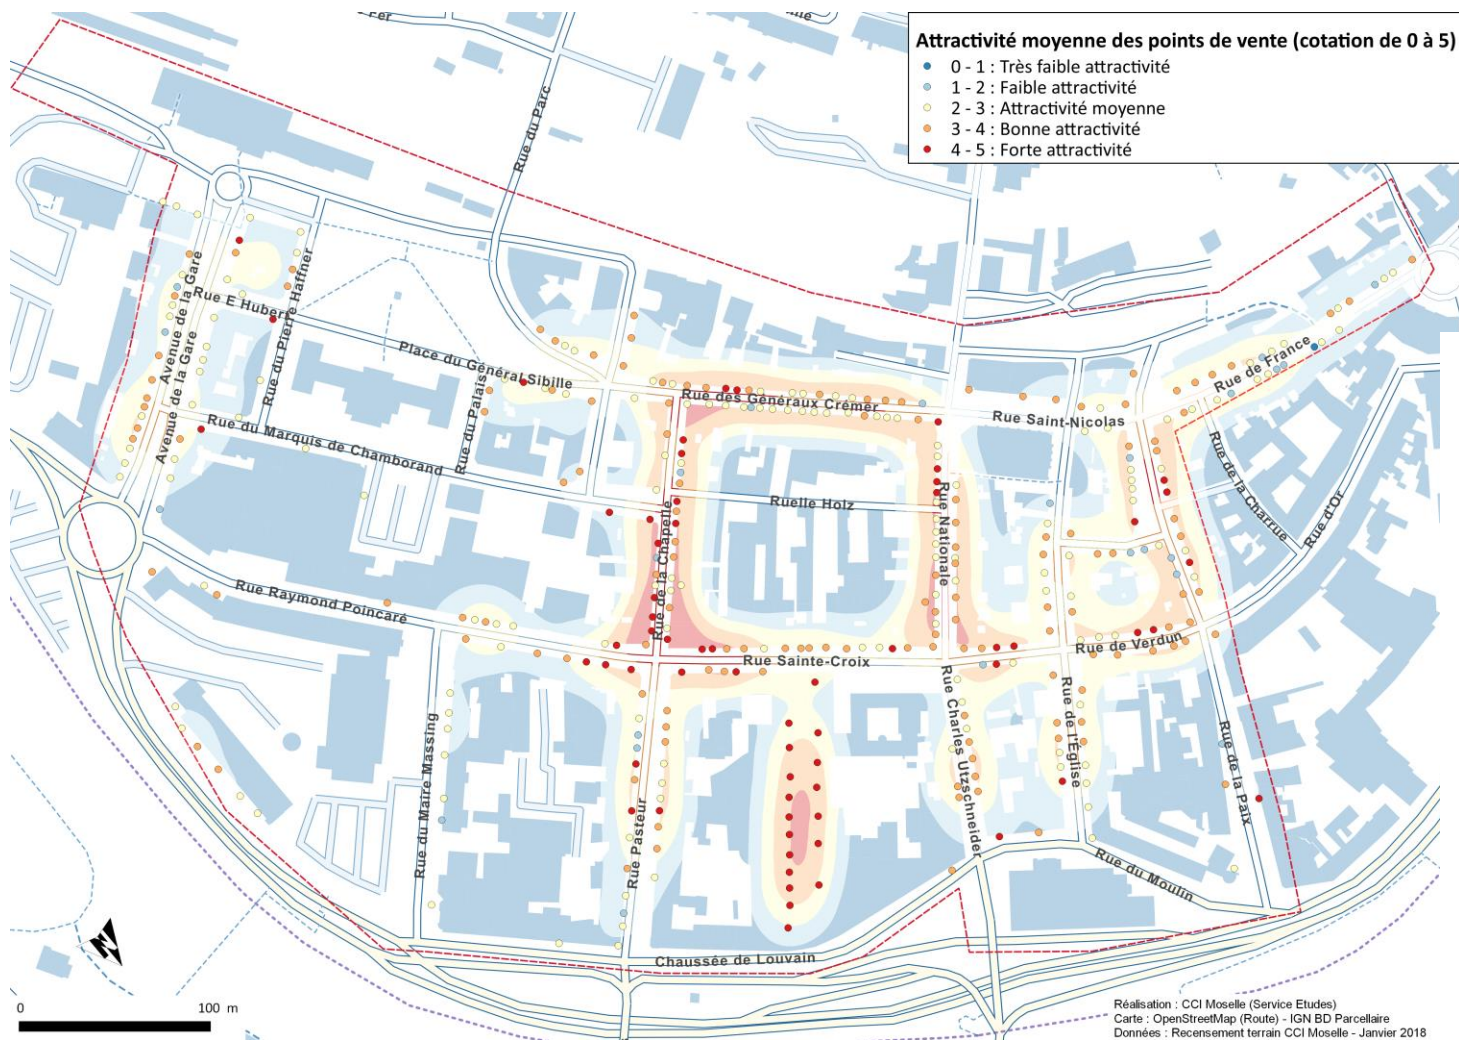 Fer
Attractivité moyenne des points de vente (cotation de 0 à 5)
0 - 1 : Très faible attractivité
1 - 2 : Faible attractivité
2 - 3 : Attractivité moyenne
3 - 4 : Bonne attractivité
4 - 5 : Forte attractivité
Rue du Parc
Avenue de la Gare
Avenue de la Gare
Rue E Hubert
Rue du Pierre Haffner
Place du Général Sibille
Rue du Palais
Rue du Marquis de Chamborand
Rue des Généraux Crémer
Rue Saint-Nicolas
Rue de France
Rue de la Charrue
Rue d'Or
Ruelle Holz
Rue de la Chapelle
Rue Nationale
Rue Raymond Poincaré
Rue Sainte-Croix
Rue de Verdun
Rue du Maire Massing
Rue Pasteur
Rue Charles Utzschneider
Rue de l'Église
Rue de la Paix
Rue du Moulin
Chaussée de Louvain
N
0 100 m
Réalisation : CCI Moselle (Service Etudes)
Carte : OpenStreetMap (Route) - IGN BD Parcellaire
Données : Recensement terrain CCI Moselle - Janvier 2018